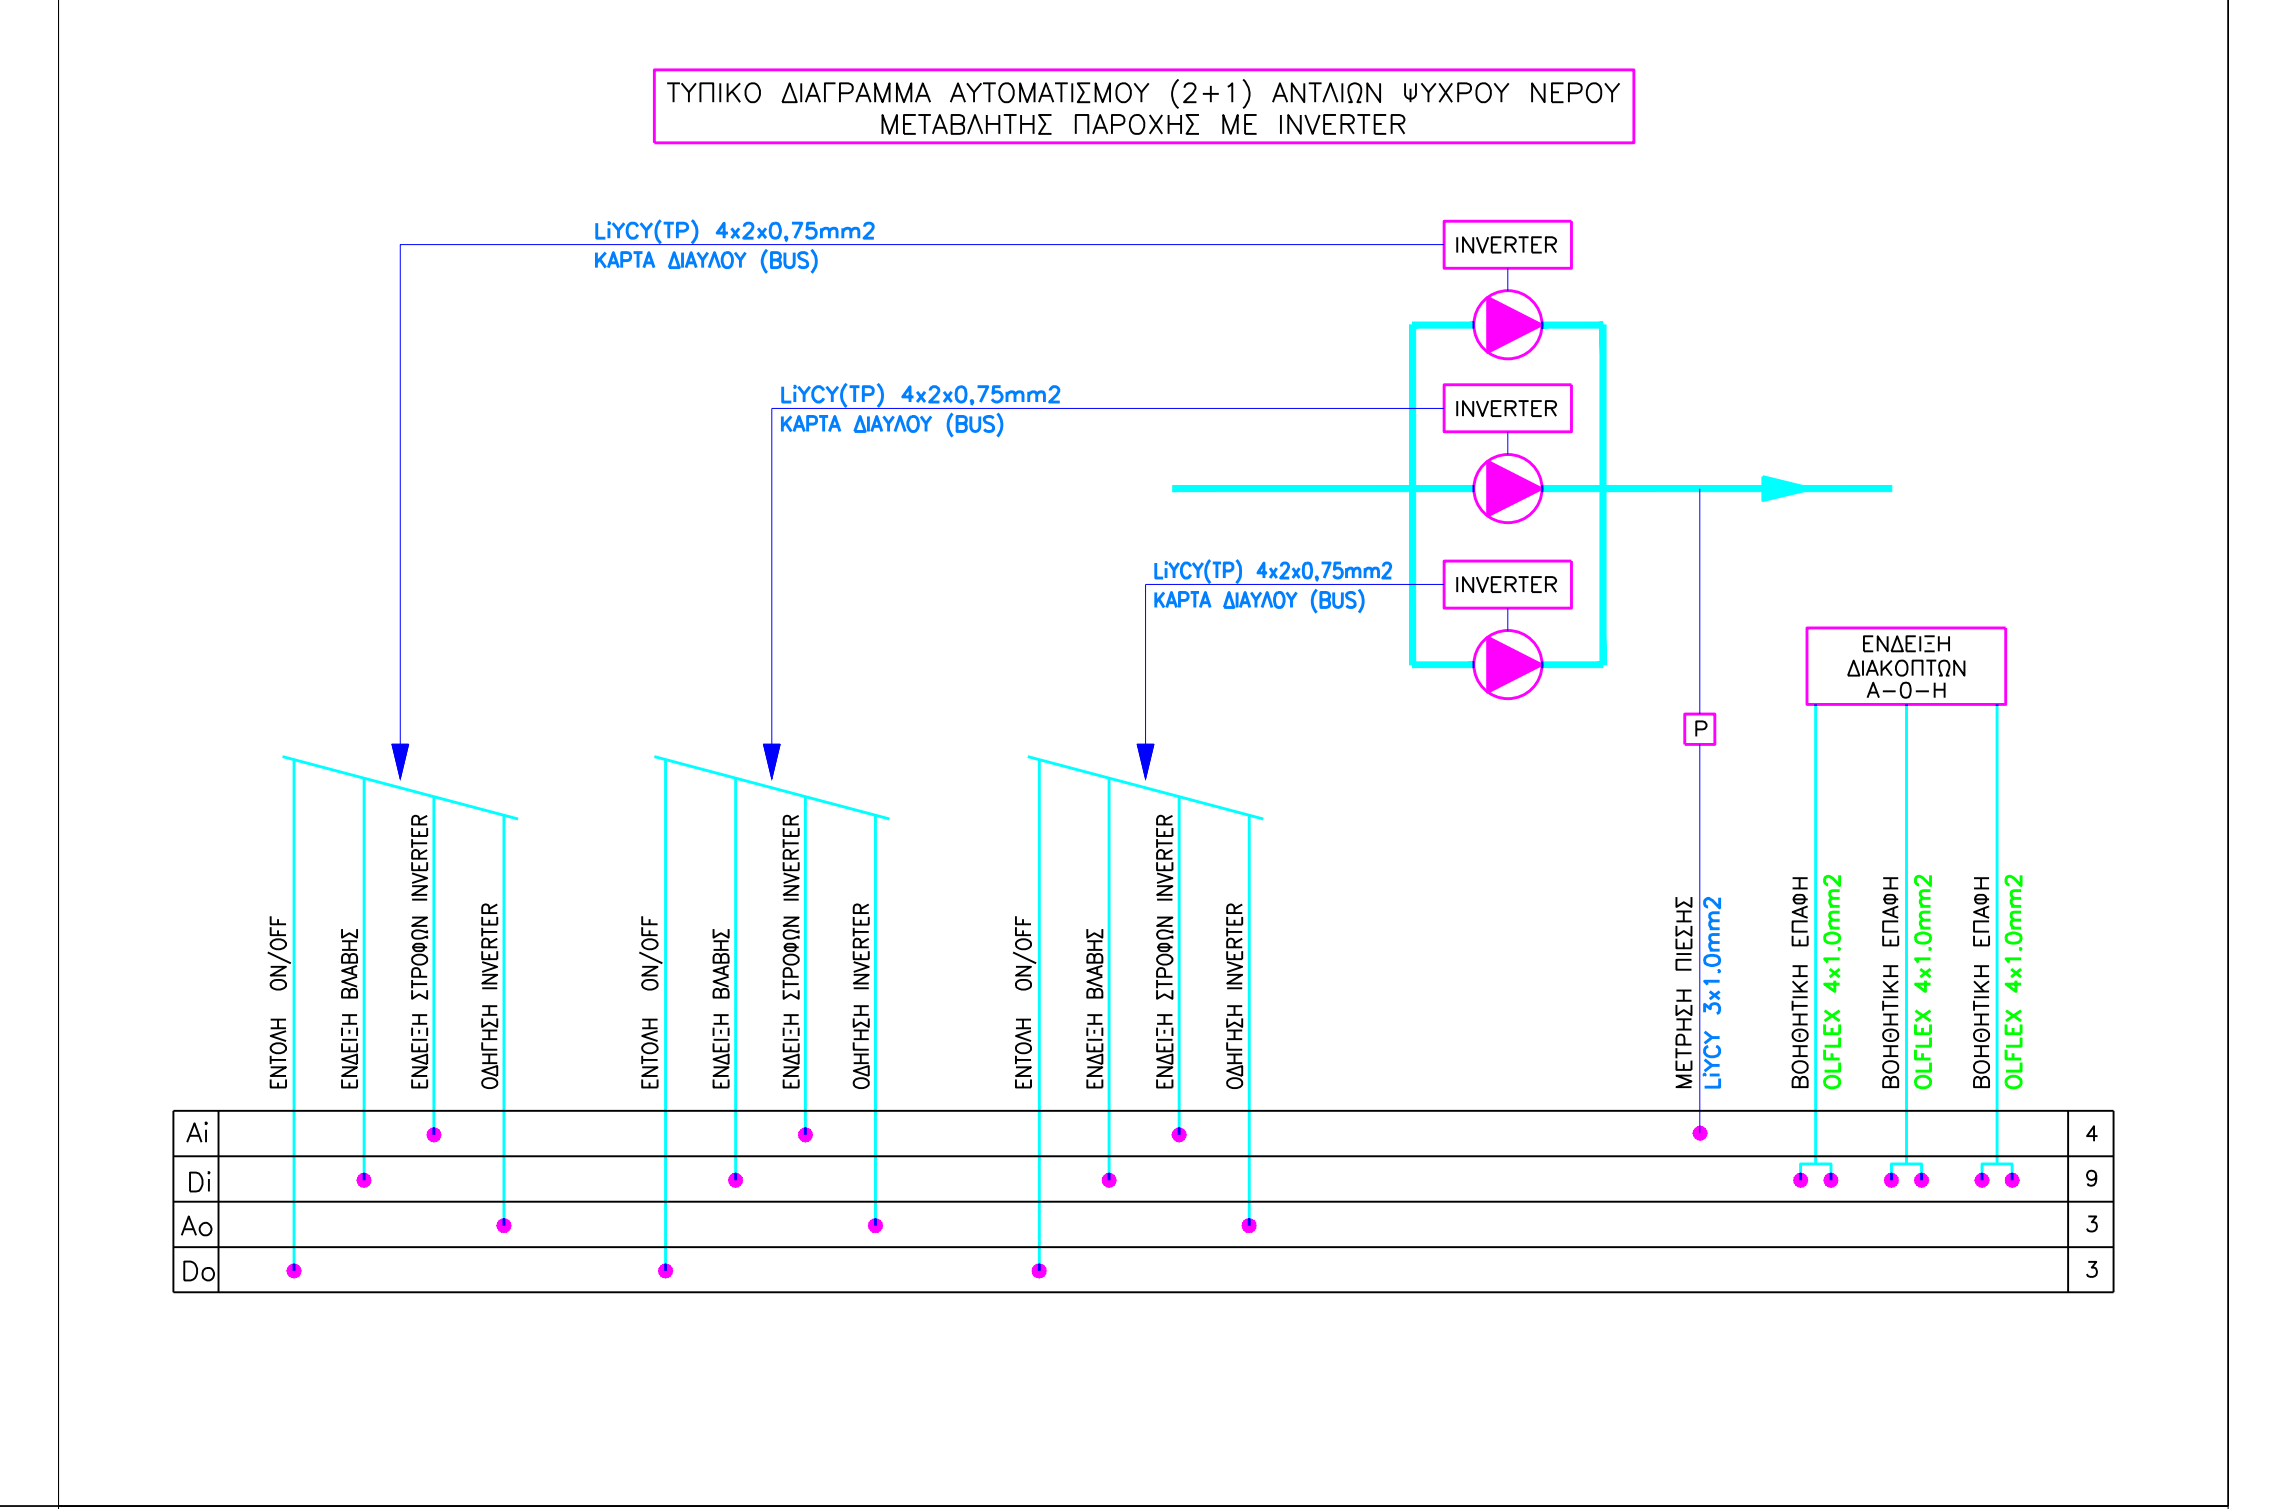 ΤΥΠΙΚΟ ΔΙΑΓΡΑΜΜΑ ΑΥΤΟΜΑΤΙΣΜΟΥ (2+1) ΑΝΤΛΙΩΝ ΨΥΧΡΟΥ ΝΕΡΟΥ
ΜΕΤΑΒΛΗΤΗΣ ΠΑΡΟΧΗΣ ΜΕ INVERTER
LiYCY(TP) 4x2x0,75mm2
ΚΑΡΤΑ ΔΙΑΥΛΟΥ (BUS)
INVERTER
LiYCY(TP) 4x2x0,75mm2
ΚΑΡΤΑ ΔΙΑΥΛΟΥ (BUS)
INVERTER
LiYCY(TP) 4x2x0,75mm2
ΚΑΡΤΑ ΔΙΑΥΛΟΥ (BUS)
INVERTER
ΕΝΔΕΙΞΗ
ΔΙΑΚΟΠΤΩΝ
Α-0-Η
P
ΕΝΤΟΛΗ ON/OFF
ΕΝΔΕΙΞΗ ΒΛΑΒΗΣ
ΕΝΔΕΙΞΗ ΣΤΡΟΦΩΝ INVERTER
ΟΔΗΓΗΣΗ INVERTER
ΕΝΤΟΛΗ ON/OFF
ΕΝΔΕΙΞΗ ΒΛΑΒΗΣ
ΕΝΔΕΙΞΗ ΣΤΡΟΦΩΝ INVERTER
ΟΔΗΓΗΣΗ INVERTER
ΕΝΤΟΛΗ ON/OFF
ΕΝΔΕΙΞΗ ΒΛΑΒΗΣ
ΕΝΔΕΙΞΗ ΣΤΡΟΦΩΝ INVERTER
ΟΔΗΓΗΣΗ INVERTER
ΜΕΤΡΗΣΗ ΠΙΕΣΗΣ
LiYCY 3x1.0mm2
ΒΟΗΘΗΤΙΚΗ ΕΠΑΦΗ
OLFLEX 4x1.0mm2
ΒΟΗΘΗΤΙΚΗ ΕΠΑΦΗ
OLFLEX 4x1.0mm2
ΒΟΗΘΗΤΙΚΗ ΕΠΑΦΗ
OLFLEX 4x1.0mm2
Ai 4
Di 9
Ao 3
Do 3